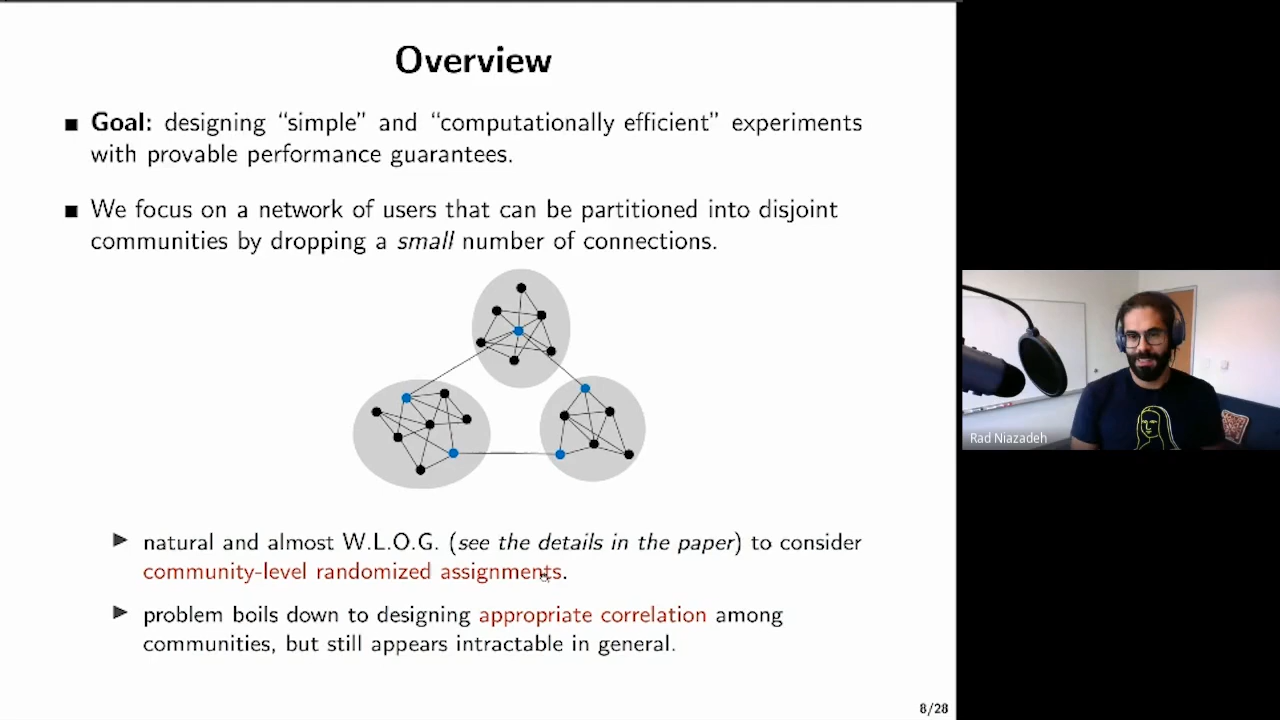 Overview
Goal: designing “simple” and “computationally efficient” experiments
with provable performance guarantees.
We focus on a network of users that can be partitioned into disjoint
communities by dropping a small number of connections.
natural and almost W.L.O.G. (see the details in the paper) to consider
community-level randomized assignments.
problem boils down to designing appropriate correlation among
communities, but still appears intractable in general.
8/28
Rad Niazadeh